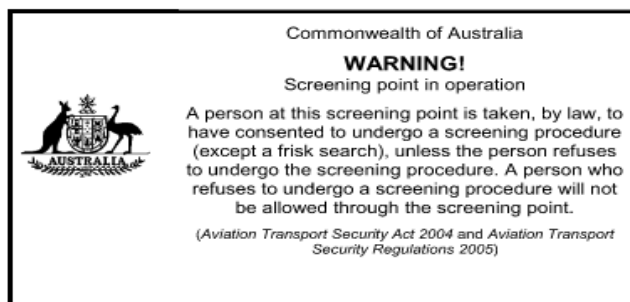 Commonwealth of Australia
WARNING!
Screening point in operation
A person at this screening point is taken, by law, to
have consented to undergo a screening procedure
(except a frisk search), unless the person refuses
to undergo the screening procedure. A person who
refuses to undergo a screening procedure will not
be allowed through the screening point.
(Aviation Transport Security Act 2004 and Aviation Transport
Security Regulations 2005)
AUSTRALIA